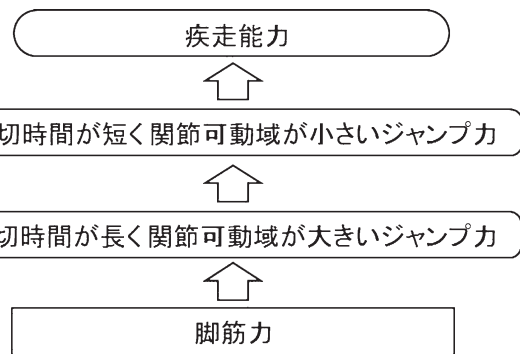 疾走能力
切時間が短く関節可動域が小さいジャンプ力
切時間が長く関節可動域が大きいジャンプ力
脚筋力